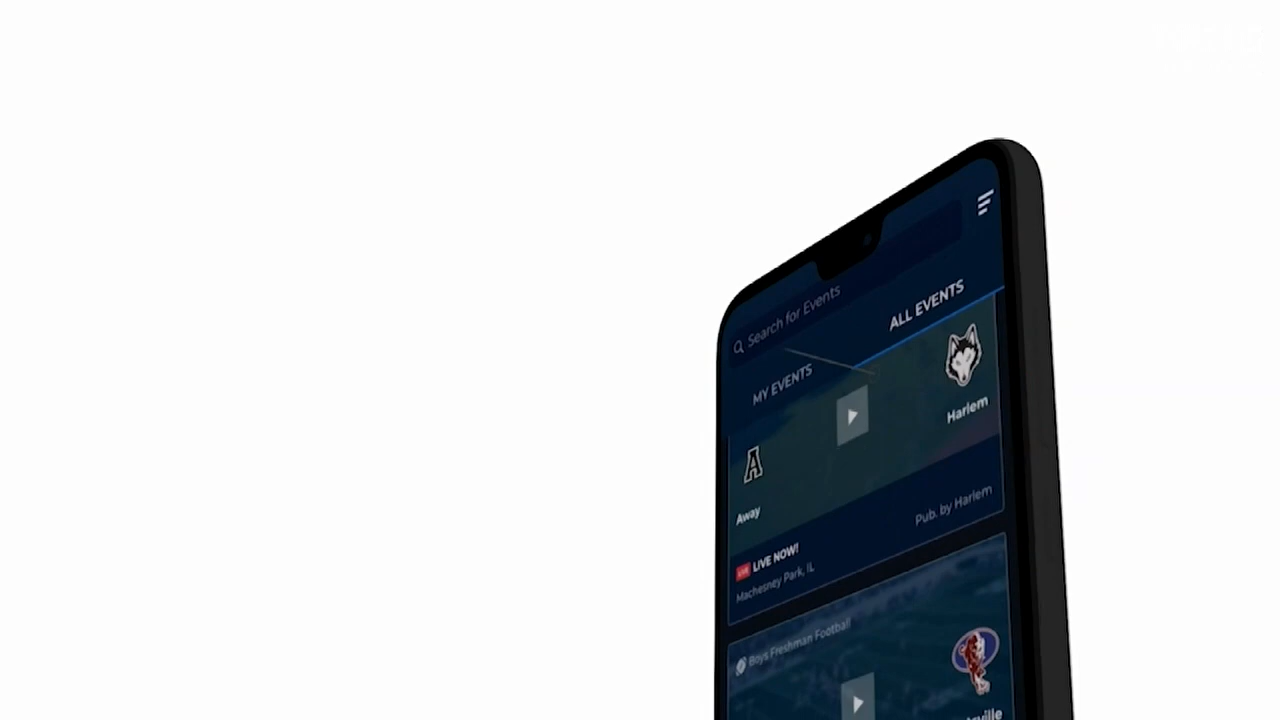 Search for Events
MY EVENTS
ALL EVENTS
A
Away
Harlem
LIVE LIVE NOW!
Machesney Park, IL
Pub. by Harlem
Boys Freshman Football